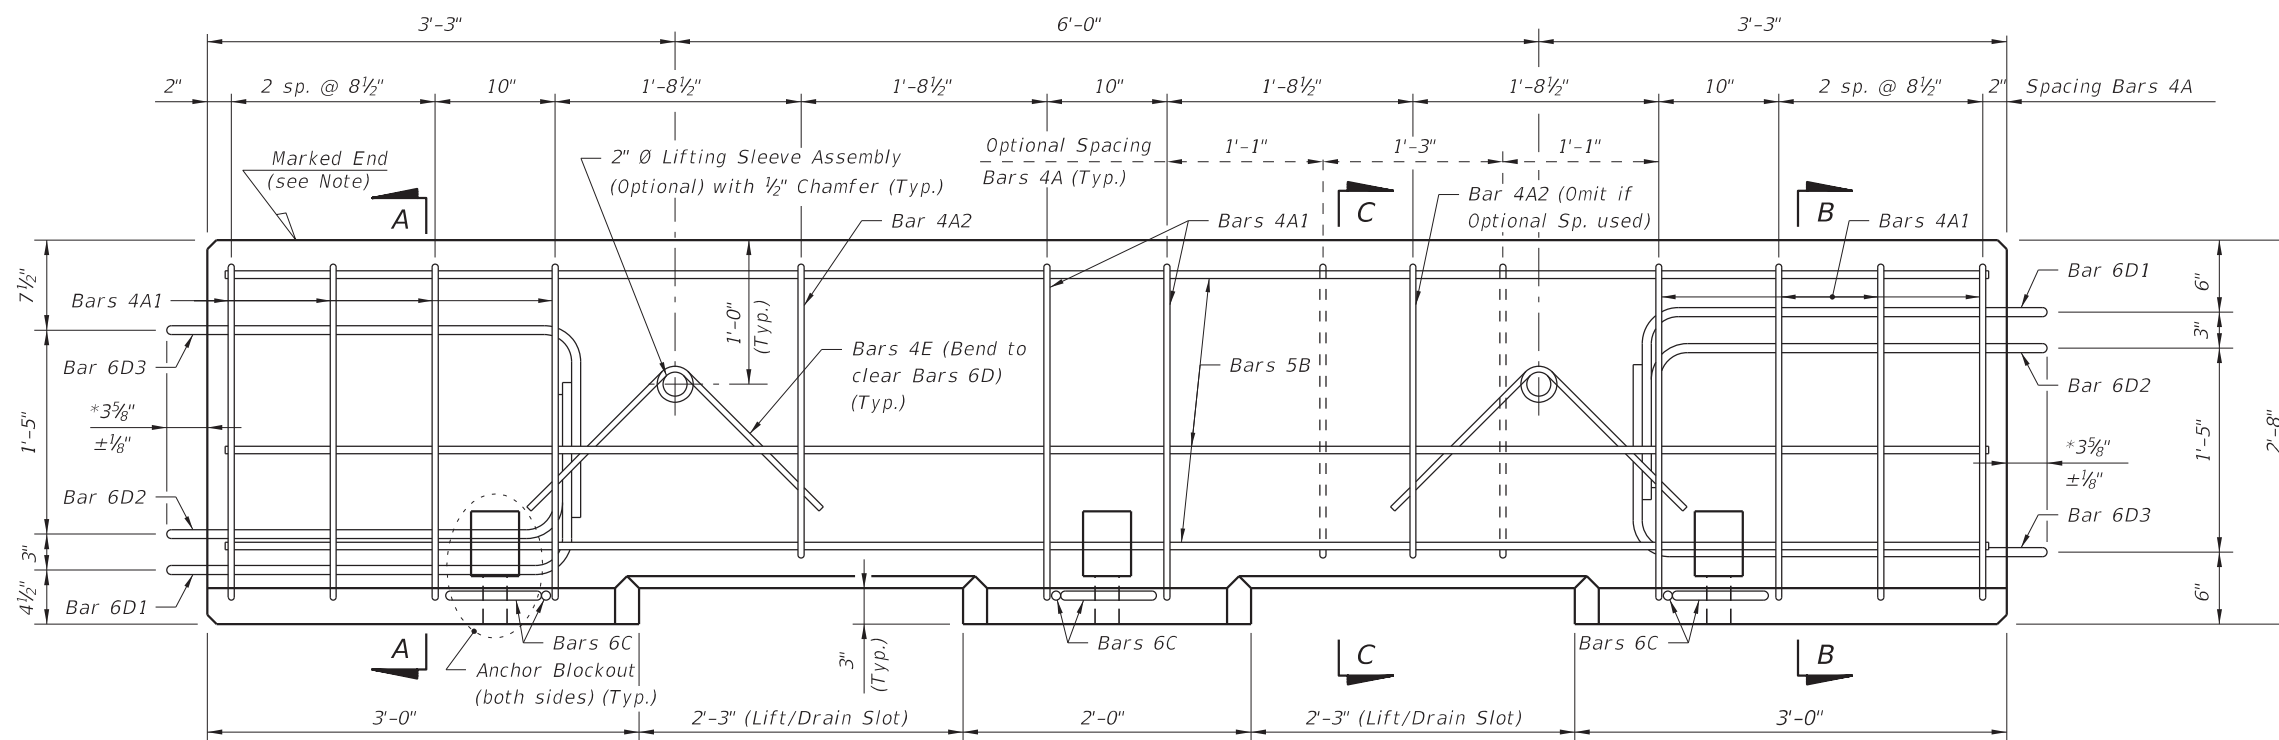 3'-3"
6'-0"
3'-3"
2"
2 sp. @ 8½"
10"
1'-8½"
1'-8½"
10"
1'-8½"
1'-8½"
10"
2 sp. @ 8½"
2"
Spacing Bars 4A
Marked End
(see Note)
2" Ø Lifting Sleeve Assembly
(Optional) with ½" Chamfer (Typ.)
Optional Spacing
Bars 4A (Typ.)
1'-1"
1'-3"
1'-1"
A
Bar 4A2
Bars 4A1
C
Bar 4A2 (Omit if
Optional Sp. used)
B
Bars 4A1
7½"
Bars 4A1
Bar 6D3
1'-0"
(Typ.)
Bars 4E (Bend to
clear Bars 6D)
(Typ.)
Bars 5B
Bar 6D1
6"
3"
Bar 6D2
*3⅝"
±⅛"
1'-5"
*3⅝"
±⅛"
1'-5"
2'-8"
Bar 6D2
3"
Bar 6D1
4½"
Bar 6D3
6"
A
Bars 6C
Anchor Blockout
(both sides) (Typ.)
3"
(Typ.)
Bars 6C
C
Bars 6C
B
3'-0"
2'-3" (Lift/Drain Slot)
2'-0"
2'-3" (Lift/Drain Slot)
3'-0"